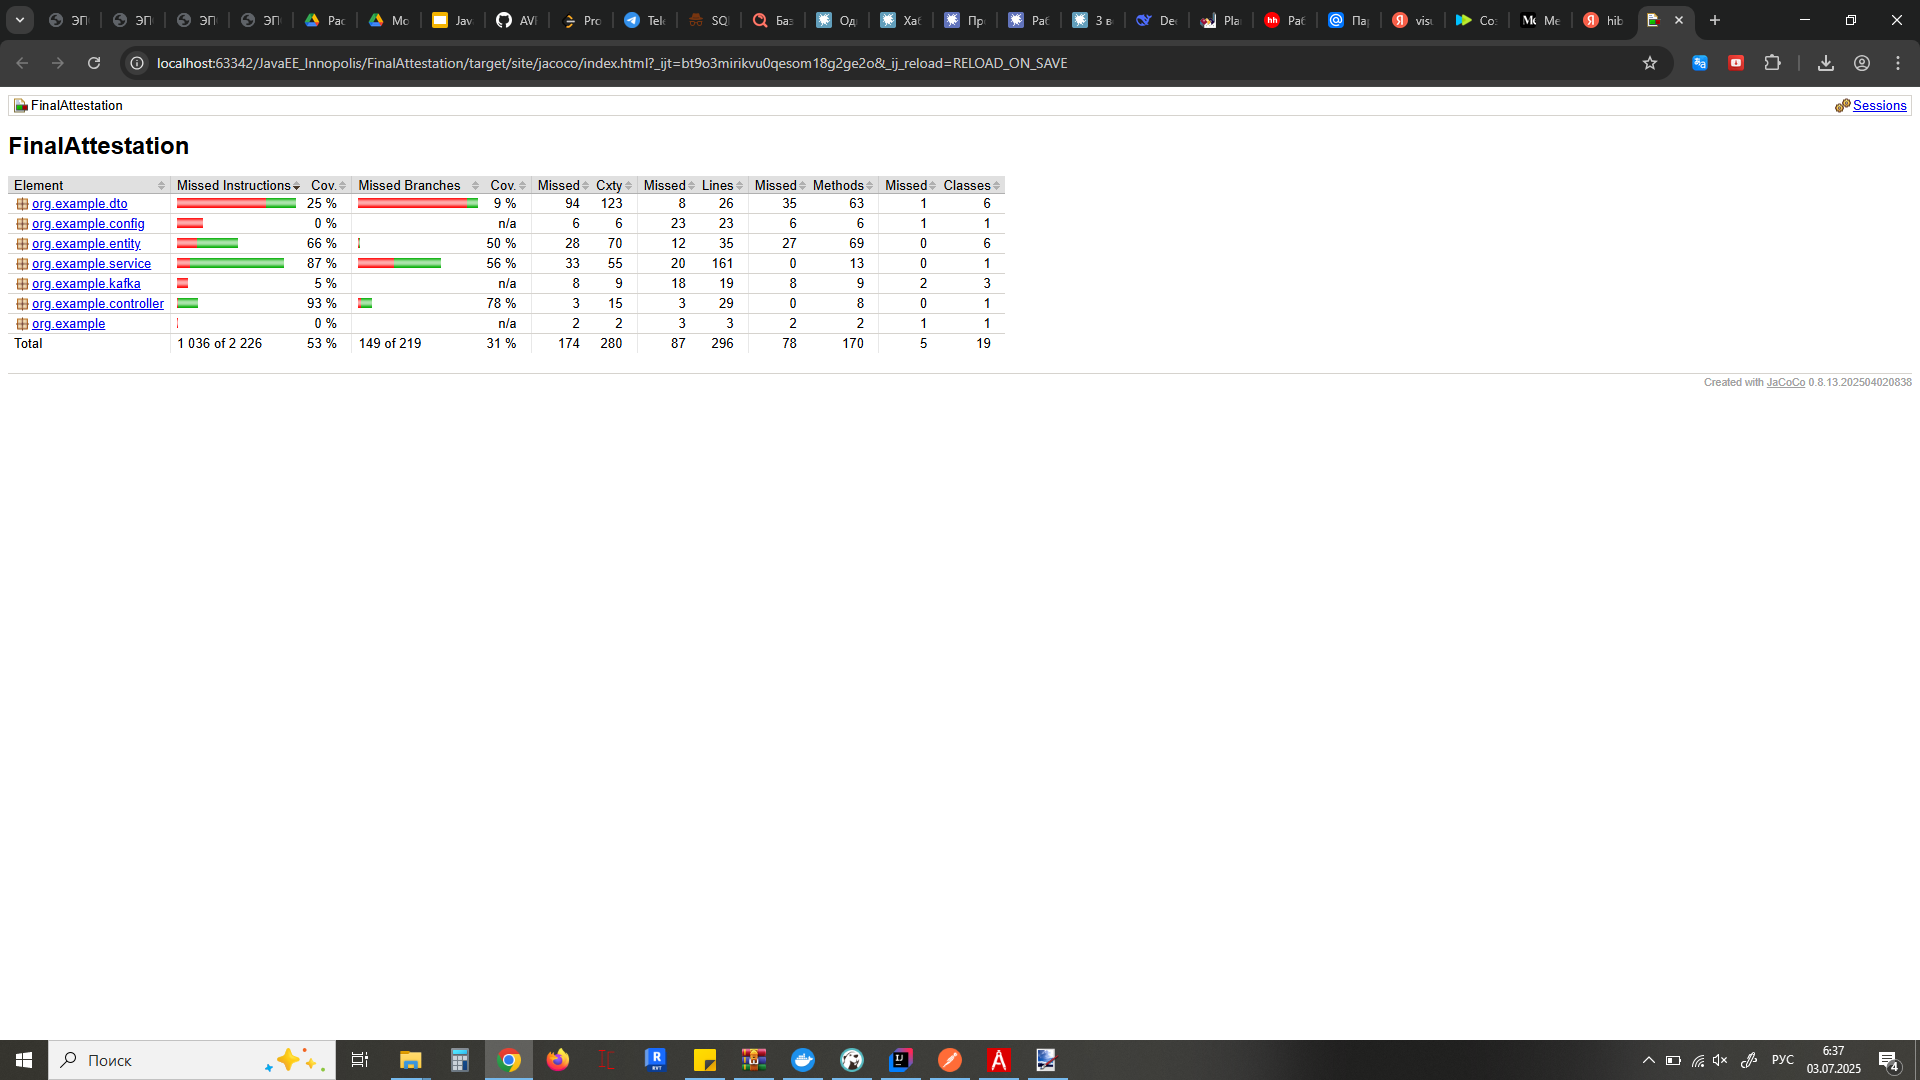 ЭП
ЭП
ЭП
ЭП
Рас
Мо
Jav
AVI
Pro
Tele
SQ
Баз
Од
Хаб
Пр
Раб
3 в
Dee
Pla
Раб
Па
visu
Соз
Me
hib
localhost:63342/JavaEE_Innopolis/FinalAttestation/target/site/jacoco/index.html?_ijt=bt9o3mirikvu0qesom18g2ge2o&_ij_reload=RELOAD_ON_SAVE
FinalAttestation Sessions
FinalAttestation
Element Missed Instructions Cov. Missed Branches Cov. Missed Cxty Missed Lines Missed Methods Missed Classes
org.example.dto 25 % 9 % 94 123 8 26 35 63 1 6
org.example.config 0 % n/a 6 6 23 23 6 6 1 1
org.example.entity 66 % 50 % 28 70 12 35 27 69 0 6
org.example.service 87 % 56 % 33 55 20 161 0 13 0 1
org.example.kafka 5 % n/a 8 9 18 19 8 9 2 3
org.example.controller 93 % 78 % 3 15 3 29 0 8 0 1
org.example 0 % n/a 2 2 3 3 2 2 1 1
Total 1 036 of 2 226 53 % 149 of 219 31 % 174 280 87 296 78 170 5 19
Created with JaCoCo 0.8.13.202504020838
Поиск
РУС
6:37
03.07.2025
4